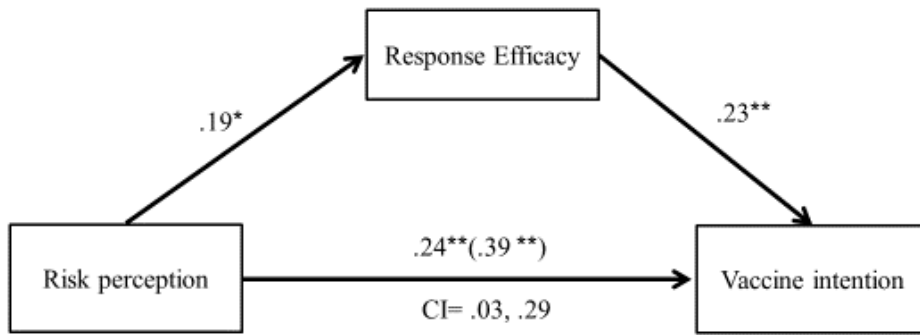 Response Efficacy
.19*
.23**
Risk perception
.24**(.39 **)
CI= .03, .29
Vaccine intention